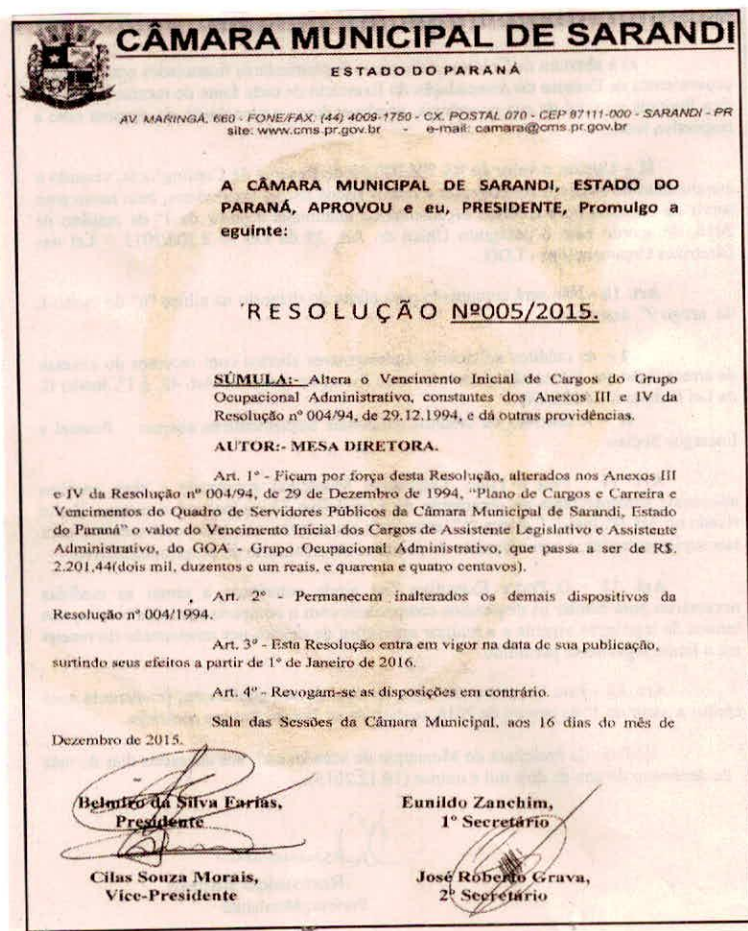 CÂMARA MUNICIPAL DE SARANDI
ESTADO DO PARANÁ
AV. MARINGÁ, 660 - FONE/FAX: (44) 4009-1750 - CX. POSTAL 070 - CEP 87111-000 - SARANDI - PR
site: www.cms.pr.gov.br - e-mail: camara@cms.pr.gov.br
A CÂMARA MUNICIPAL DE SARANDI, ESTADO DO
PARANÁ, APROVOU e eu, PRESIDENTE, Promulgo a
eguinte:
RESOLUÇÃO Nº005/2015.
SÚMULA:- Altera o Vencimento Inicial de Cargos do Grupo
Ocupacional Administrativo, constantes dos Anexos III e IV da
Resolução nº 004/94, de 29.12.1994, e dá outras providências.
AUTOR:- MESA DIRETORA.
Art. 1º - Ficam por força desta Resolução, alterados nos Anexos III
e IV da Resolução nº 004/94, de 29 de Dezembro de 1994, "Plano de Cargos e Carreira e
Vencimentos do Quadro de Servidores Públicos da Câmara Municipal de Sarandi, Estado
do Paraná" o valor do Vencimento Inicial dos Cargos de Assistente Legislativo e Assistente
Administrativo, do GOA - Grupo Ocupacional Administrativo, que passa a ser de R$.
2.201,44(dois mil, duzentos e um reais, e quarenta e quatro centavos).
Art. 2º - Permanecem inalterados os demais dispositivos da
Resolução nº 004/1994.
Art. 3º - Esta Resolução entra em vigor na data de sua publicação,
surtindo seus efeitos a partir de 1º de Janeiro de 2016.
Art. 4º - Revogam-se as disposições em contrário.
Sala das Sessões da Câmara Municipal, aos 16 dias do mês de
Dezembro de 2015.
Belmiro da Silva Farias,
Presidente
Eunildo Zanchim,
1º Secretário
Cilas Souza Morais,
Vice-Presidente
José Roberto Grava,
2º Secretário